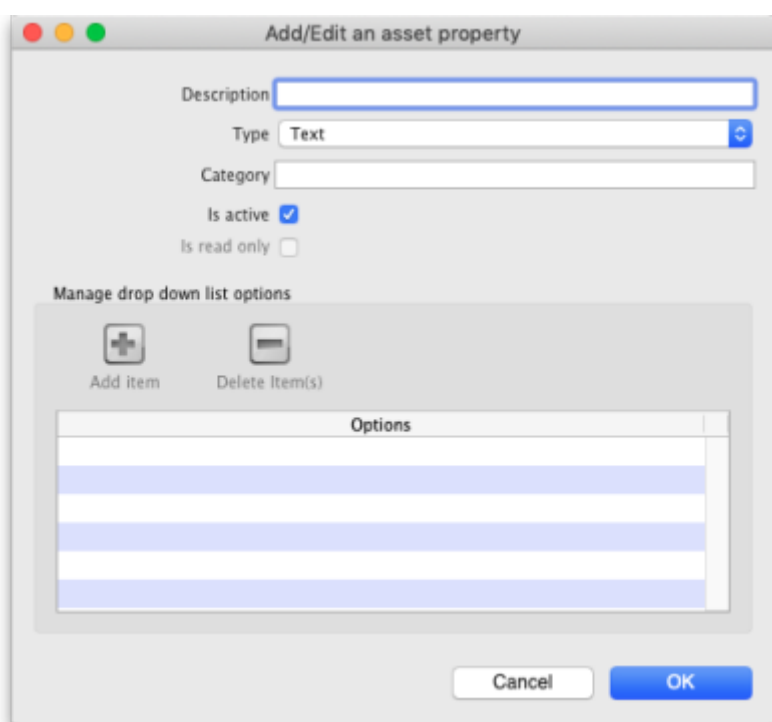 Add/Edit an asset property
Description
Type Text
Category
Is active
Is read only
Manage drop down list options
Add item Delete Item(s)
Options
Cancel OK